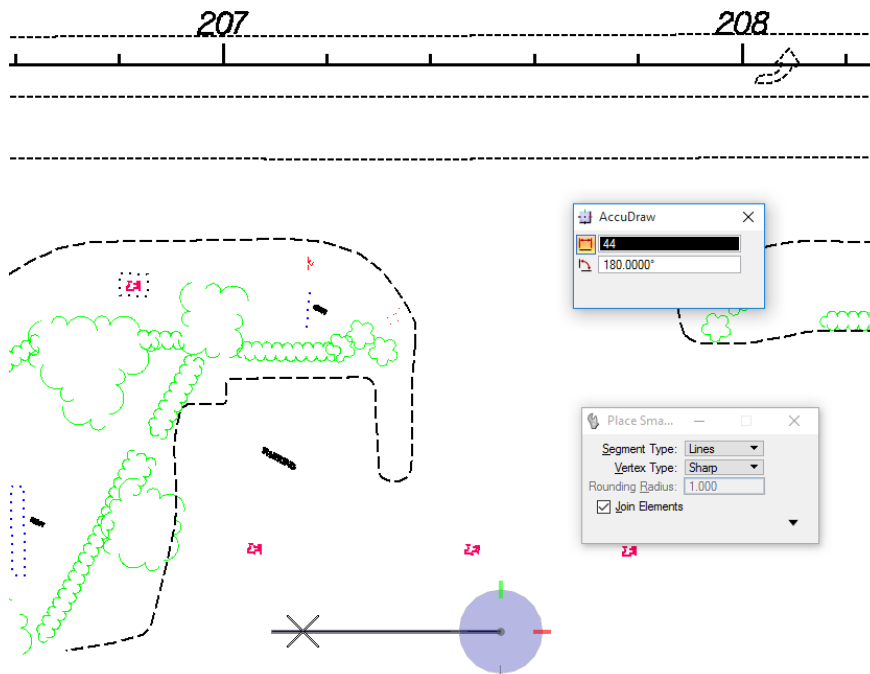 207
208
AccuDraw
44
180.0000°
Place Sma...
Segment Type: Lines
Vertex Type: Sharp
Rounding Radius: 1.000
Join Elements